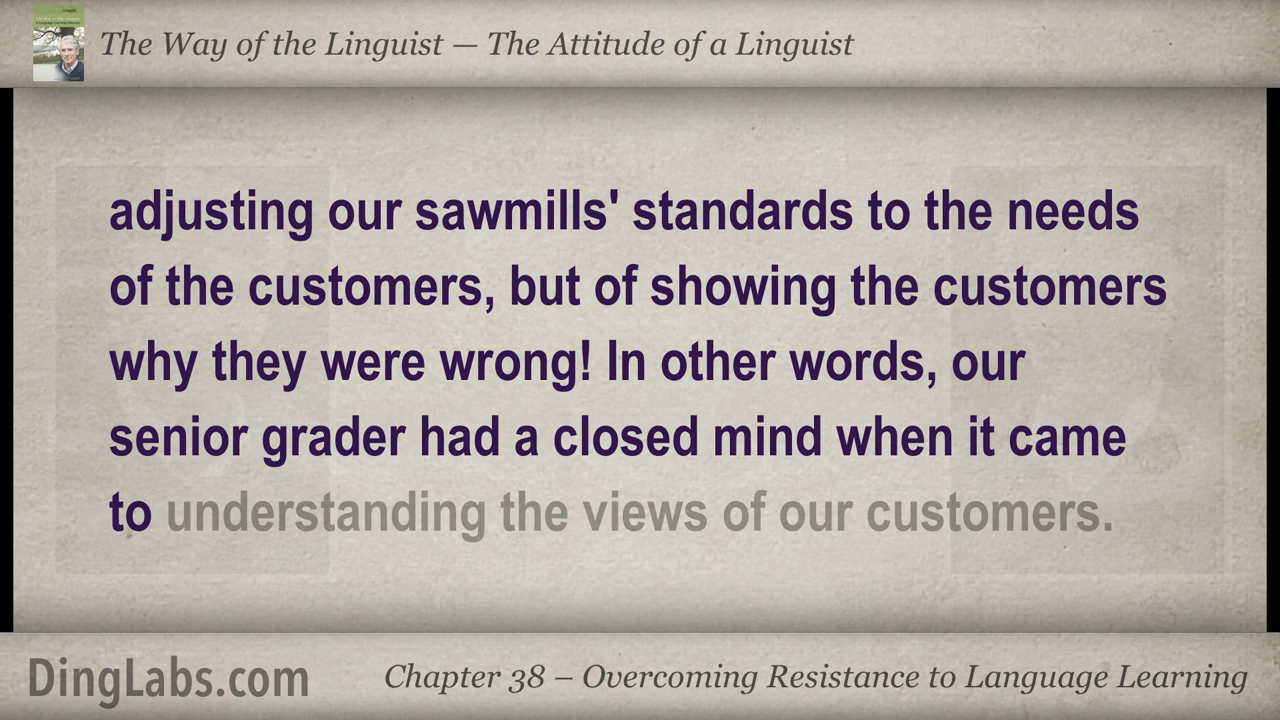 The Way of the Linguist — The Attitude of a Linguist
adjusting our sawmills' standards to the needs
of the customers, but of showing the customers
why they were wrong! In other words, our
senior grader had a closed mind when it came
to understanding the views of our customers.
DingLabs.com
Chapter 38 – Overcoming Resistance to Language Learning